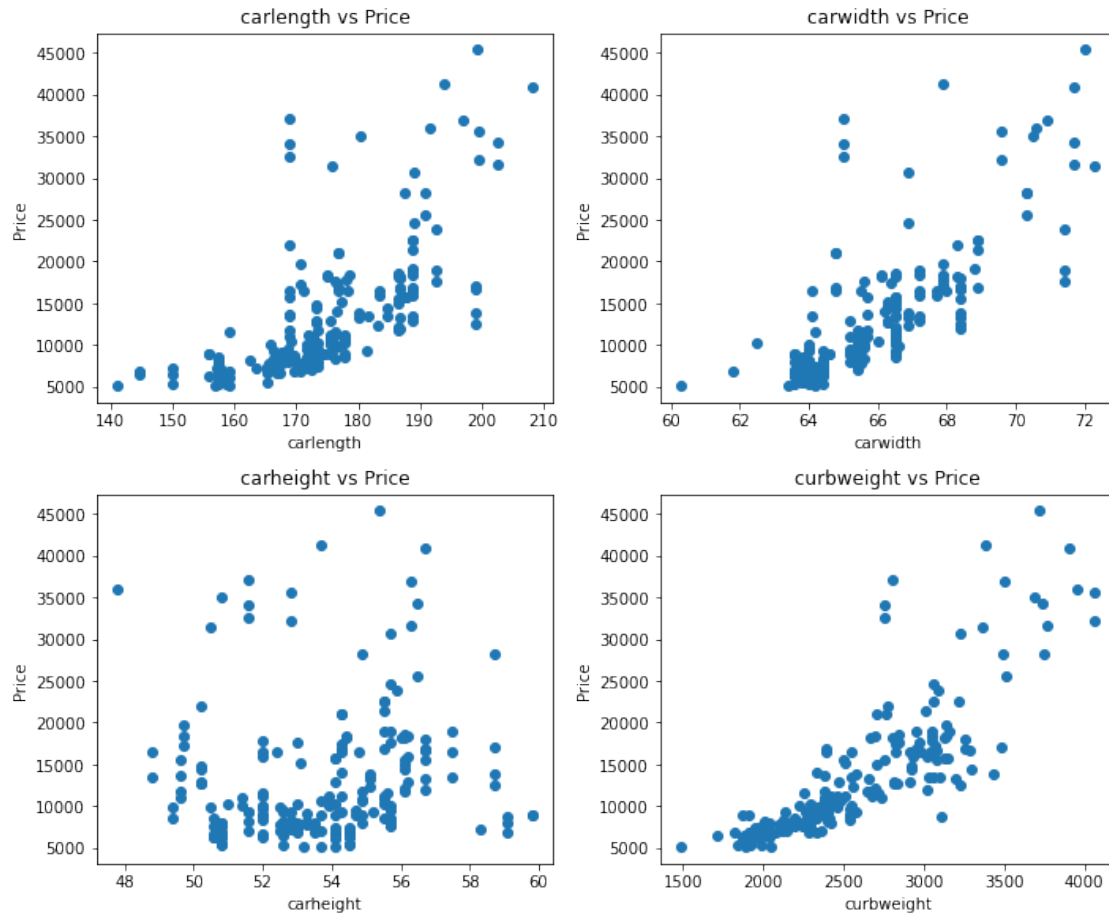 carlength vs Price
45000
40000
35000
30000
25000
20000
15000
10000
5000
Price
140 150 160 170 180 190 200 210
carlength
carwidth vs Price
45000
40000
35000
30000
25000
20000
15000
10000
5000
Price
60 62 64 66 68 70 72
carwidth
carheight vs Price
45000
40000
35000
30000
25000
20000
15000
10000
5000
Price
48 50 52 54 56 58 60
carheight
curbweight vs Price
45000
40000
35000
30000
25000
20000
15000
10000
5000
Price
1500 2000 2500 3000 3500 4000
curbweight